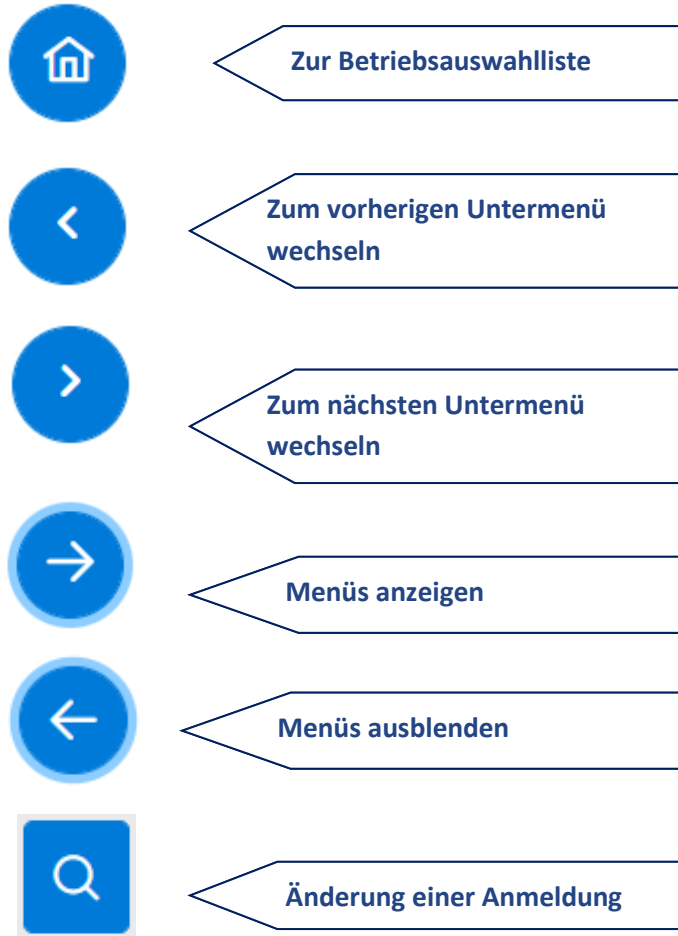 Zur Betriebsauswahlliste
Zum vorherigen Untermenü
wechseln
Zum nächsten Untermenü
wechseln
Menüs anzeigen
Menüs ausblenden
Änderung einer Anmeldung